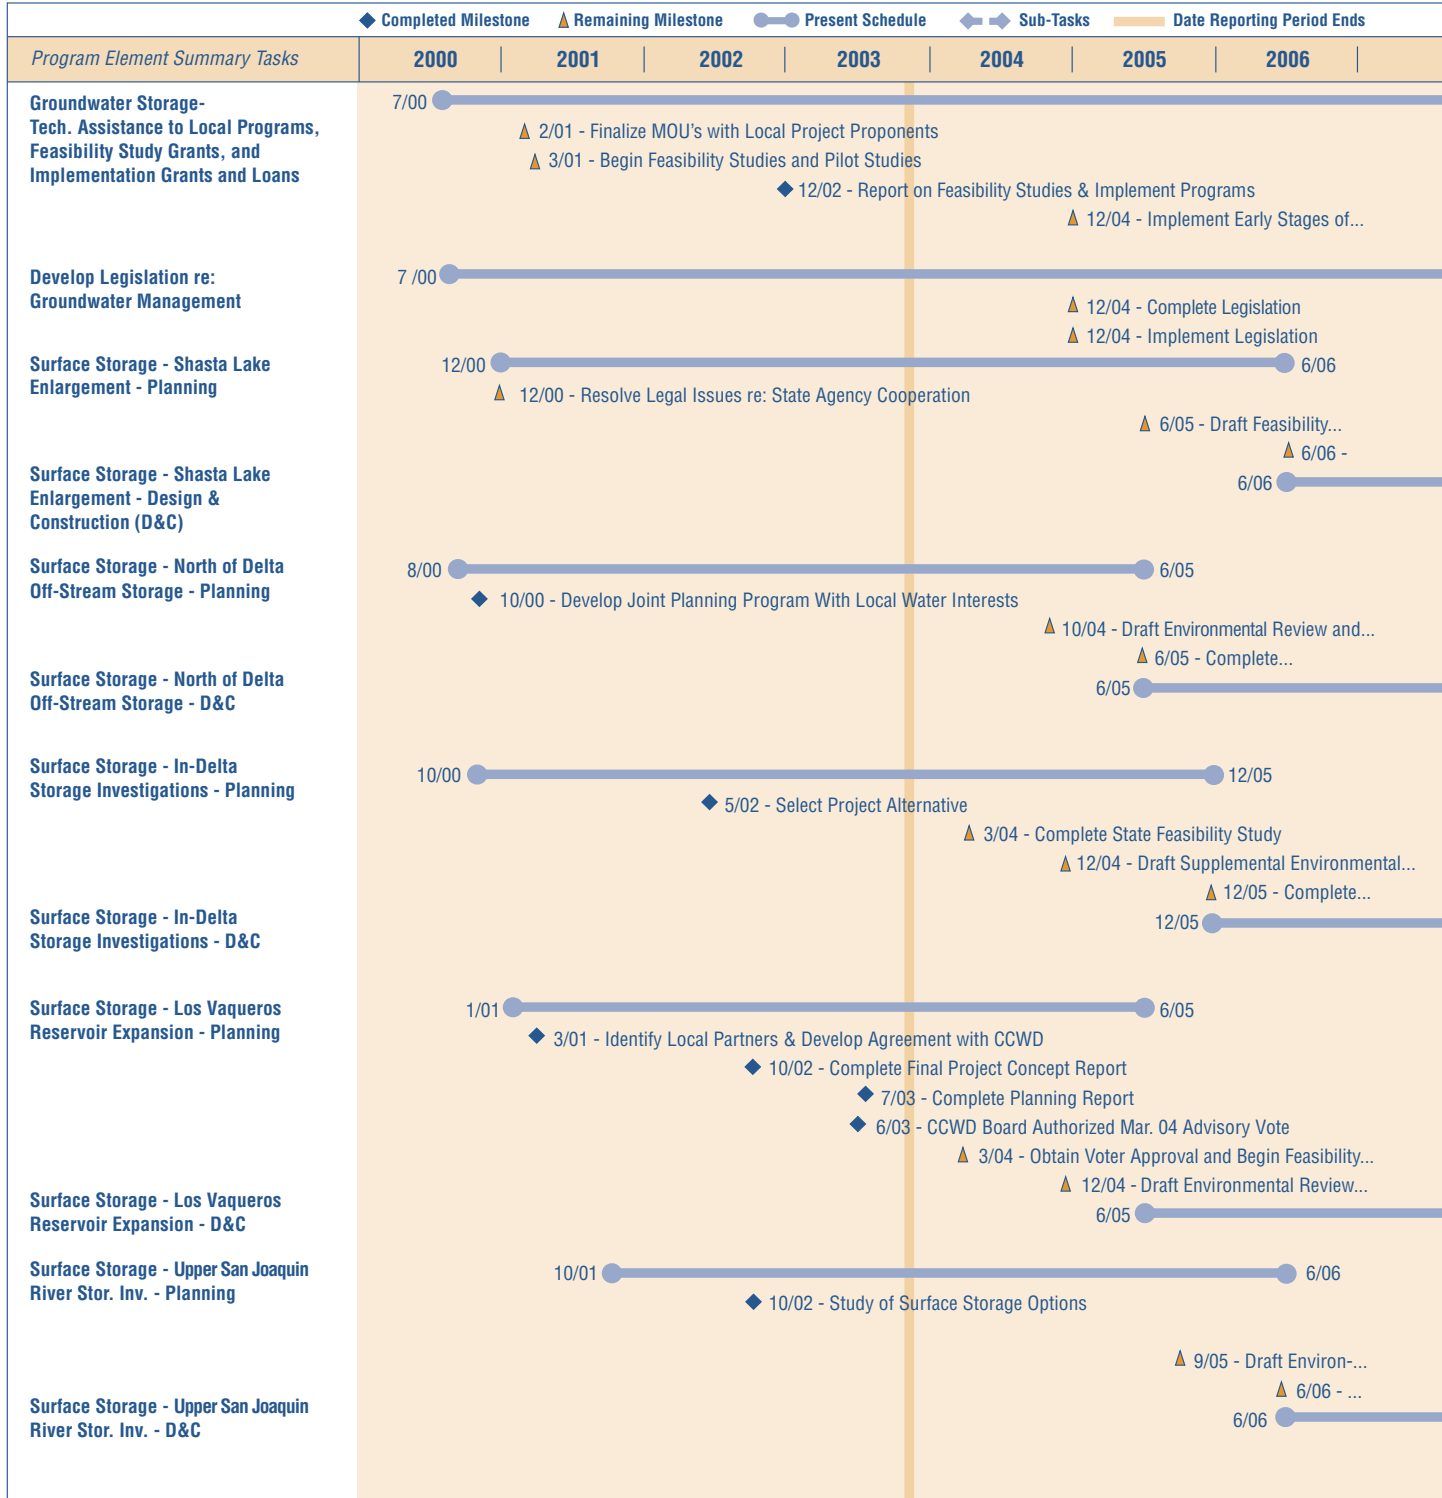 Completed Milestone Remaining Milestone Present Schedule Sub-Tasks Date Reporting Period Ends
Program Element Summary Tasks 2000 2001 2002 2003 2004 2005 2006
Groundwater Storage-
Tech. Assistance to Local Programs,
Feasibility Study Grants, and
Implementation Grants and Loans
7/00
2/01 - Finalize MOU's with Local Project Proponents
3/01 - Begin Feasibility Studies and Pilot Studies
12/02 - Report on Feasibility Studies & Implement Programs
12/04 - Implement Early Stages of...
Develop Legislation re:
Groundwater Management
7 /00
12/04 - Complete Legislation
12/04 - Implement Legislation
Surface Storage - Shasta Lake
Enlargement - Planning
12/00 6/06
12/00 - Resolve Legal Issues re: State Agency Cooperation
6/05 - Draft Feasibility...
6/06 -
Surface Storage - Shasta Lake
Enlargement - Design &
Construction (D&C)
6/06
Surface Storage - North of Delta
Off-Stream Storage - Planning
8/00 6/05
10/00 - Develop Joint Planning Program With Local Water Interests
10/04 - Draft Environmental Review and...
6/05 - Complete...
Surface Storage - North of Delta
Off-Stream Storage - D&C
6/05
Surface Storage - In-Delta
Storage Investigations - Planning
10/00 12/05
5/02 - Select Project Alternative
3/04 - Complete State Feasibility Study
12/04 - Draft Supplemental Environmental...
12/05 - Complete...
Surface Storage - In-Delta
Storage Investigations - D&C
12/05
Surface Storage - Los Vaqueros
Reservoir Expansion - Planning
1/01 6/05
3/01 - Identify Local Partners & Develop Agreement with CCWD
10/02 - Complete Final Project Concept Report
7/03 - Complete Planning Report
6/03 - CCWD Board Authorized Mar. 04 Advisory Vote
3/04 - Obtain Voter Approval and Begin Feasibility...
12/04 - Draft Environmental Review...
Surface Storage - Los Vaqueros
Reservoir Expansion - D&C
6/05
Surface Storage - Upper San Joaquin
River Stor. Inv. - Planning
10/01 6/06
10/02 - Study of Surface Storage Options
9/05 - Draft Environ-...
6/06 - ...
Surface Storage - Upper San Joaquin
River Stor. Inv. - D&C
6/06